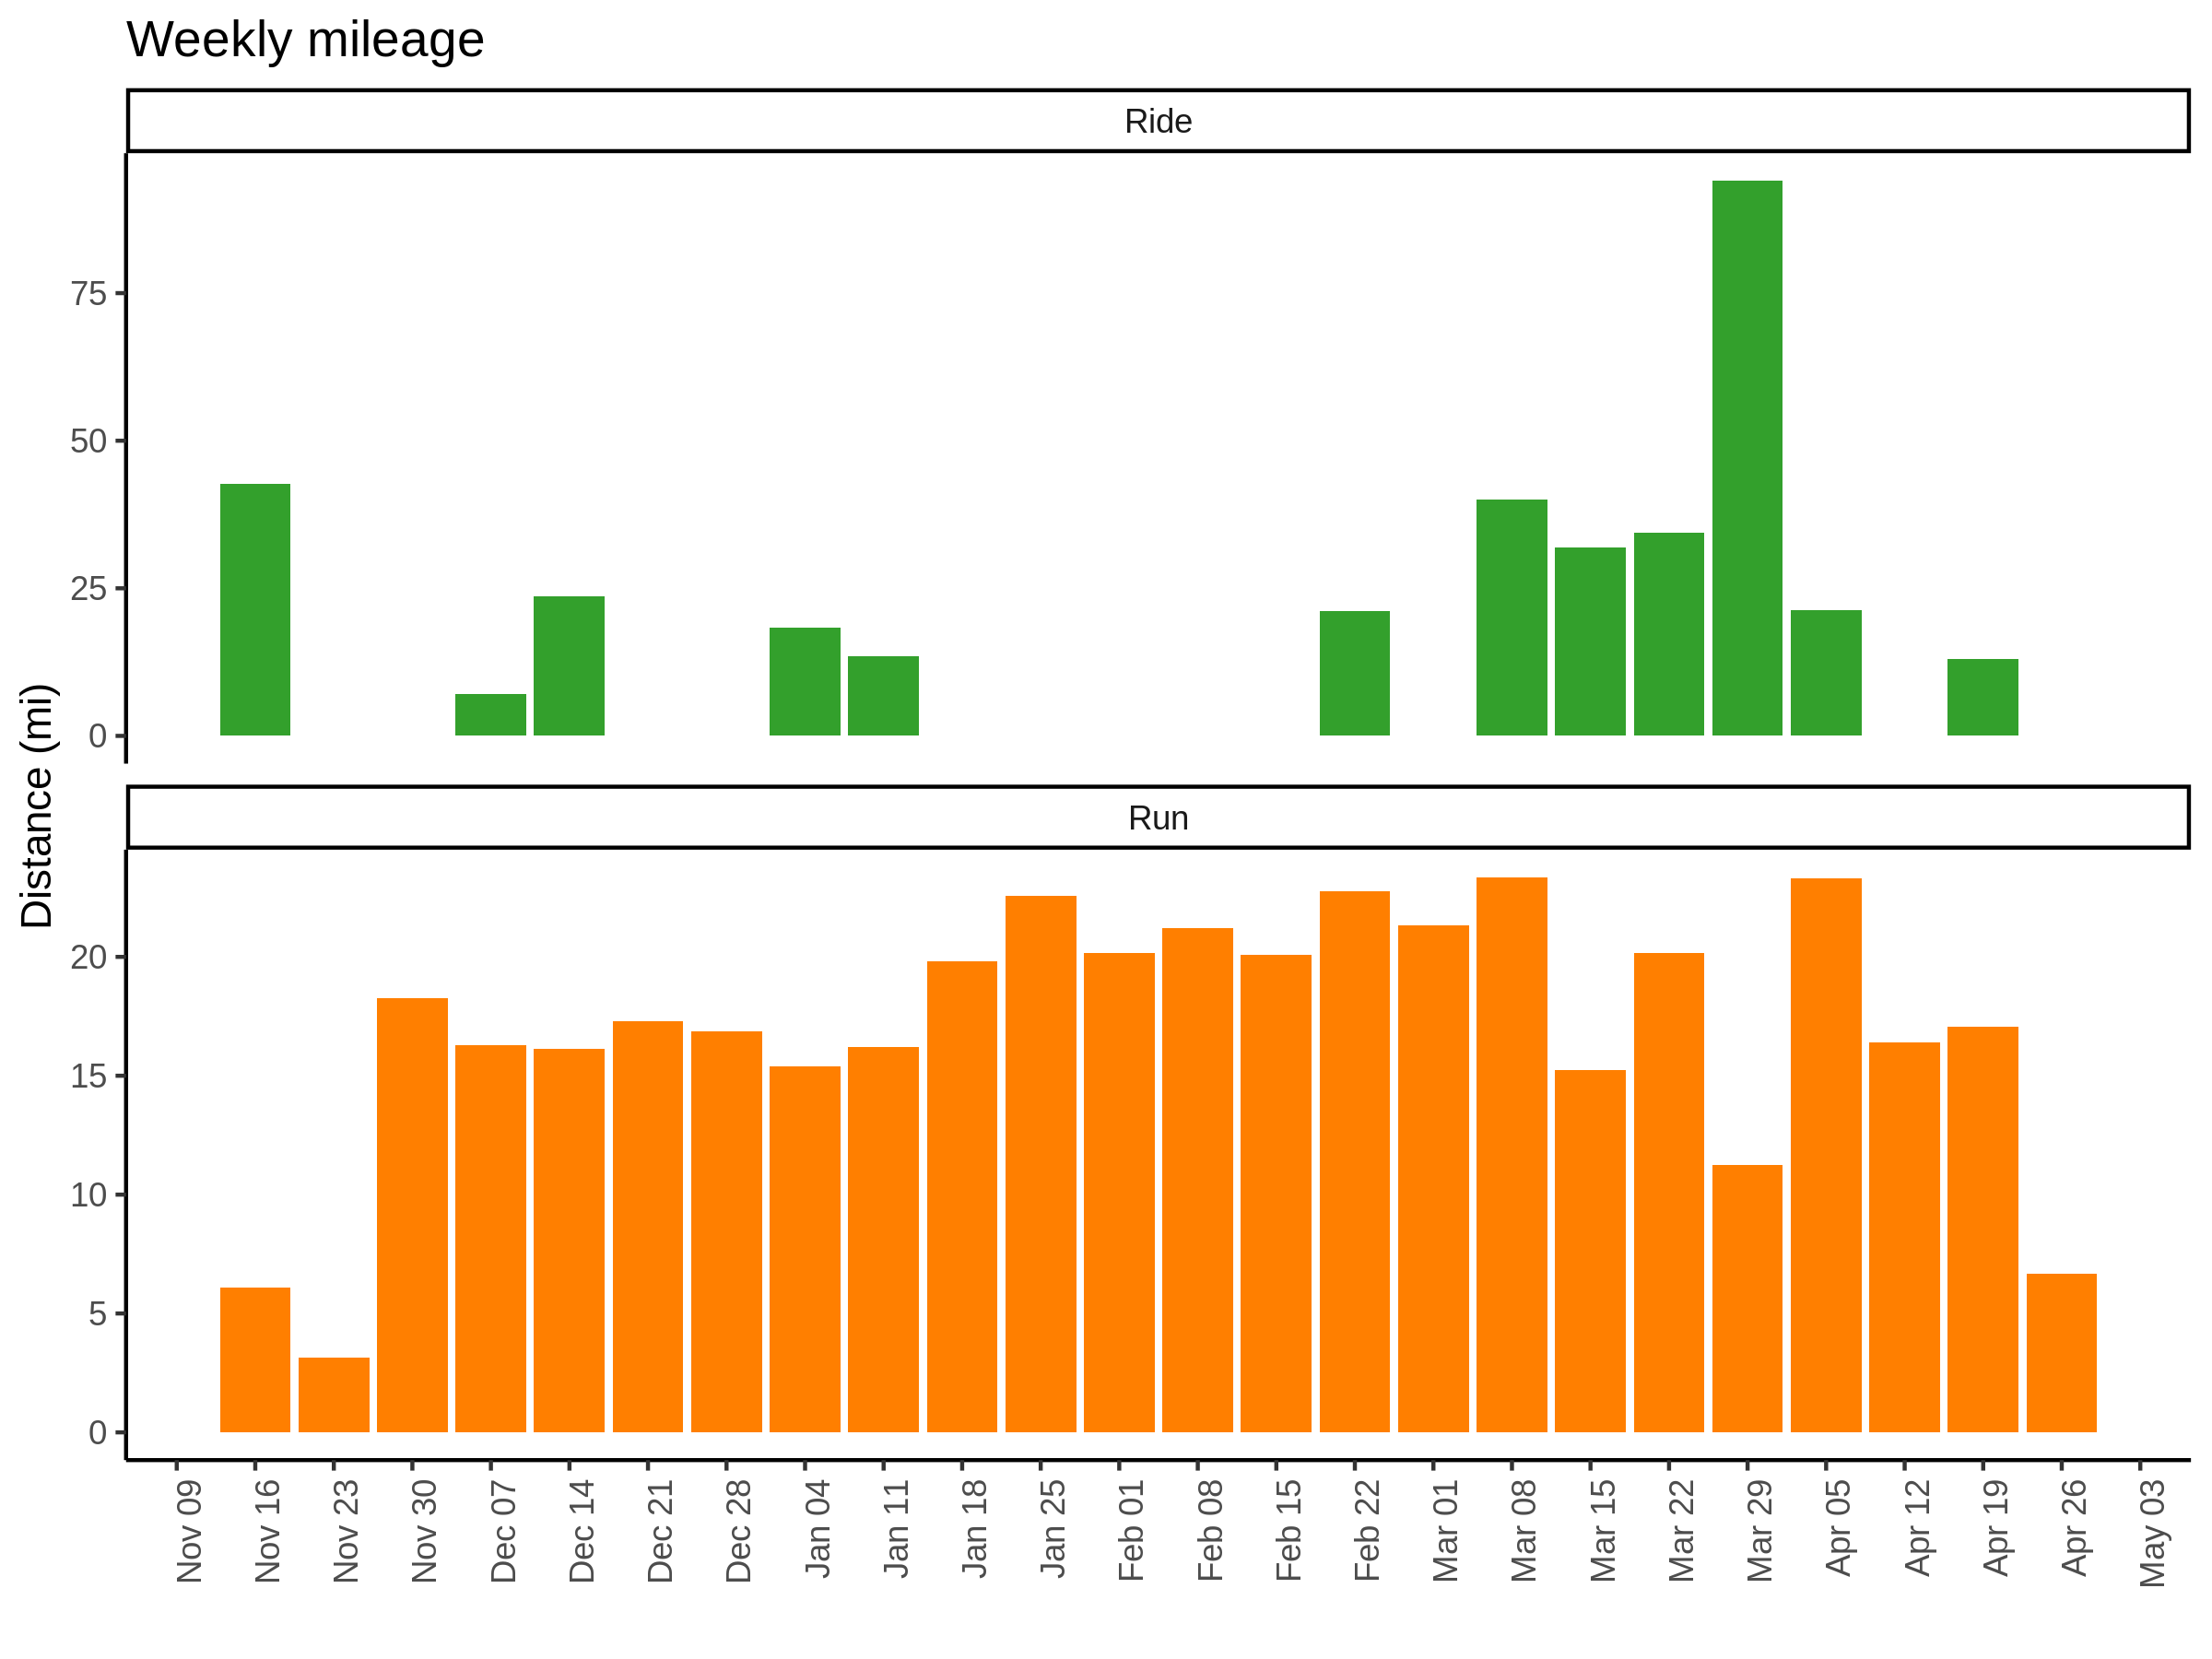 Weekly mileage
Ride
75
50
25
0
Distance (mi)
Run
20
15
10
5
0
Nov 09
Nov 16
Nov 23
Nov 30
Dec 07
Dec 14
Dec 21
Dec 28
Jan 04
Jan 11
Jan 18
Jan 25
Feb 01
Feb 08
Feb 15
Feb 22
Mar 01
Mar 08
Mar 15
Mar 22
Mar 29
Apr 05
Apr 12
Apr 19
Apr 26
May 03